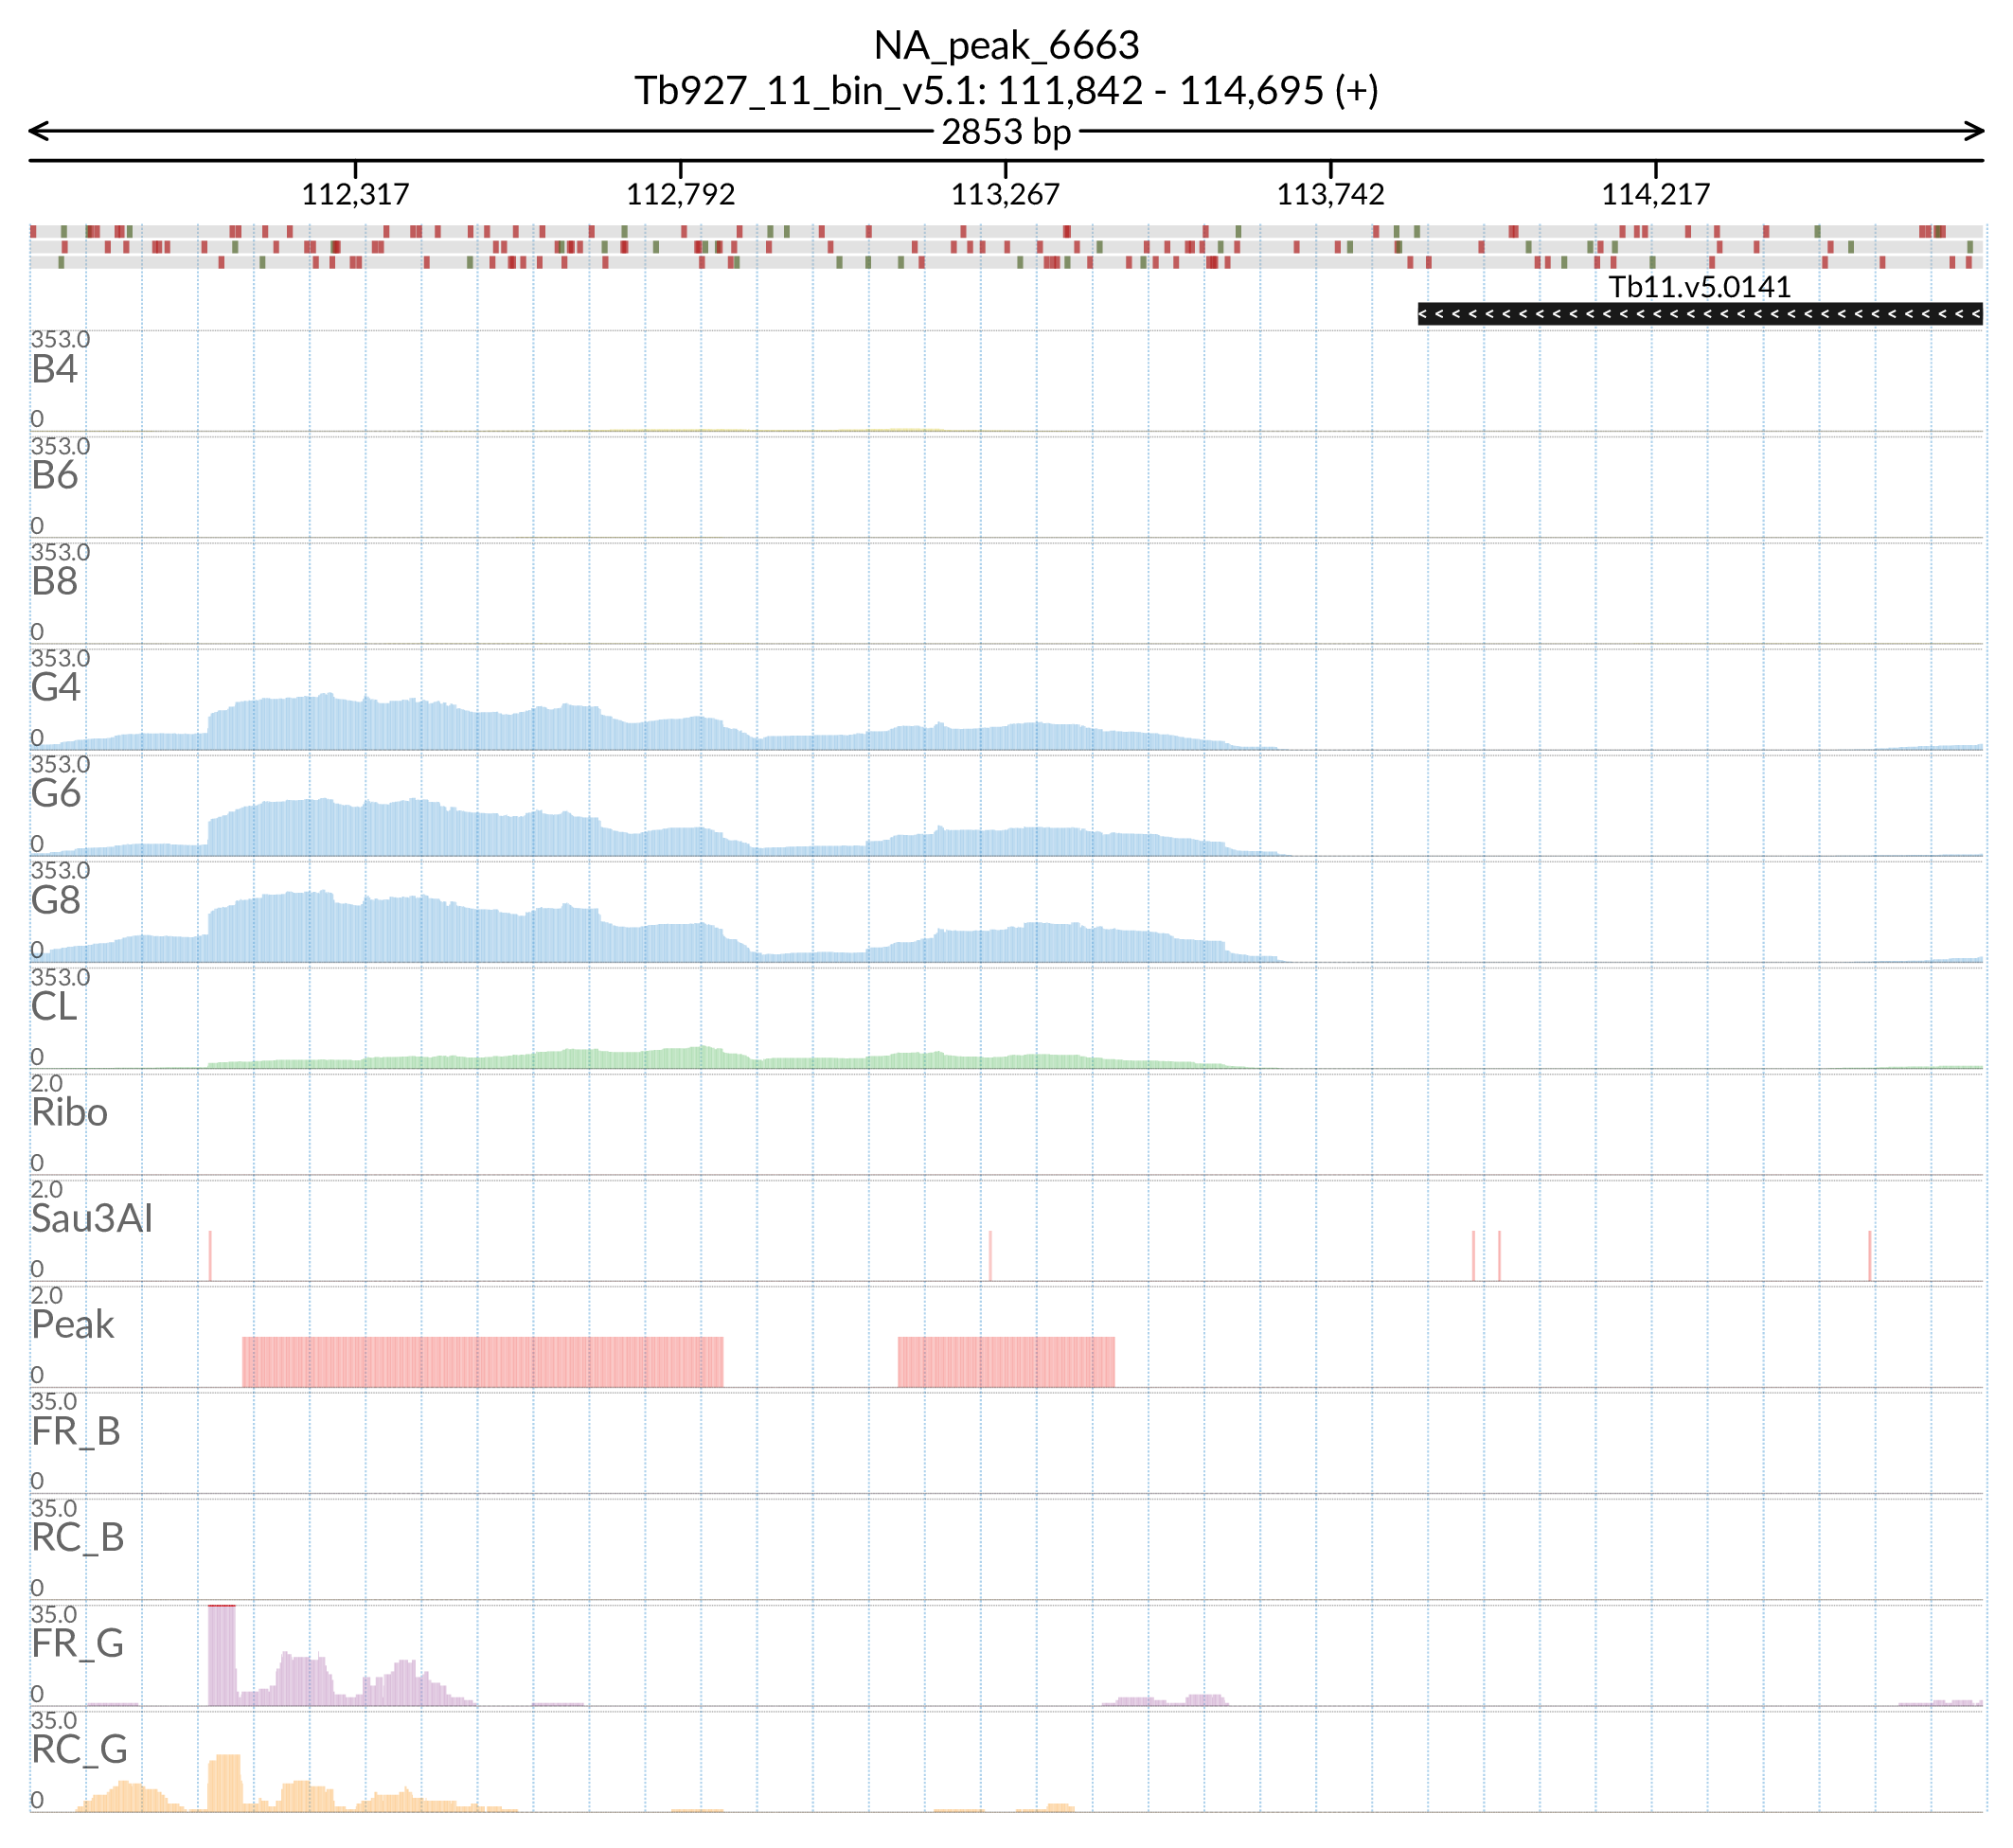 NA_peak_6663
Tb927_11_bin_v5.1: 111,842 - 114,695 (+)
2853 bp
112,317 112,792 113,267 113,742 114,217
Tb11.v5.0141
353.0
B4
0
353.0
B6
0
353.0
B8
0
353.0
G4
0
353.0
G6
0
353.0
G8
0
353.0
CL
0
2.0
Ribo
0
2.0
Sau3AI
0
2.0
Peak
0
35.0
FR_B
0
35.0
RC_B
0
35.0
FR_G
0
35.0
RC_G
0